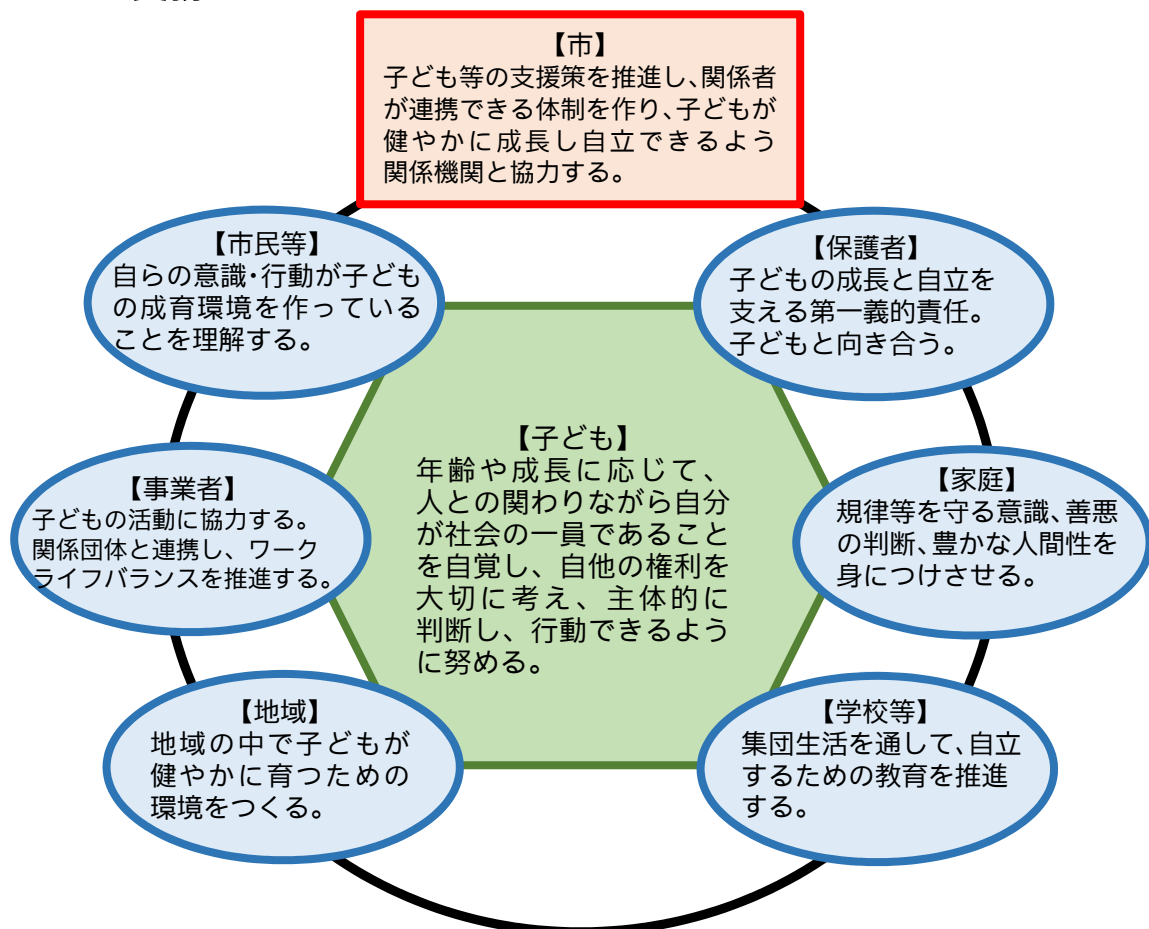 【市】
子ども等の支援策を推進し、関係者
が連携できる体制を作り、子どもが
健やかに成長し自立できるよう
関係機関と協力する。
【市民等】
自らの意識・行動が子ども
の成育環境を作っている
ことを理解する。
【保護者】
子どもの成長と自立を
支える第一義的責任。
子どもと向き合う。
【事業者】
子どもの活動に協力する。
関係団体と連携し、ワーク
ライフバランスを推進する。
【子ども】
年齢や成長に応じて、
人との関わりながら自分
が社会の一員であること
を自覚し、自他の権利を
大切に考え、主体的に
判断し、行動できるよう
に努める。
【家庭】
規律等を守る意識、善悪
の判断、豊かな人間性を
身につけさせる。
【地域】
地域の中で子どもが
健やかに育つための
環境をつくる。
【学校等】
集団生活を通して、自立
するための教育を推進
する。